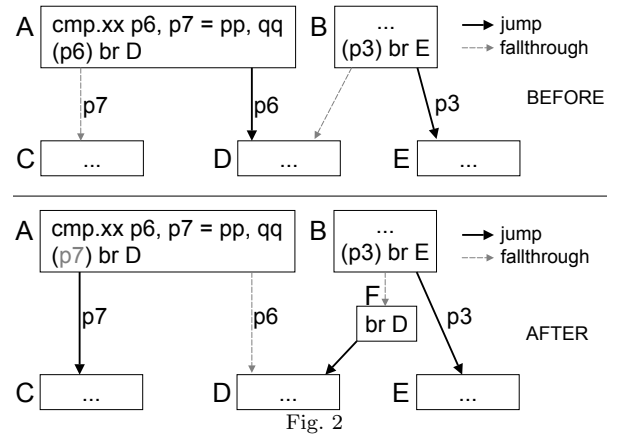 A
cmp.xx p6, p7 = pp, qq
(p6) br D
B
...
(p3) br E
jump
fallthrough
p7
p6
p3
BEFORE
C
...
D
...
E
...
A
cmp.xx p6, p7 = pp, qq
(p7) br D
B
...
(p3) br E
jump
fallthrough
F
br D
p7
p6
p3
AFTER
C
...
D
...
E
...
Fig. 2